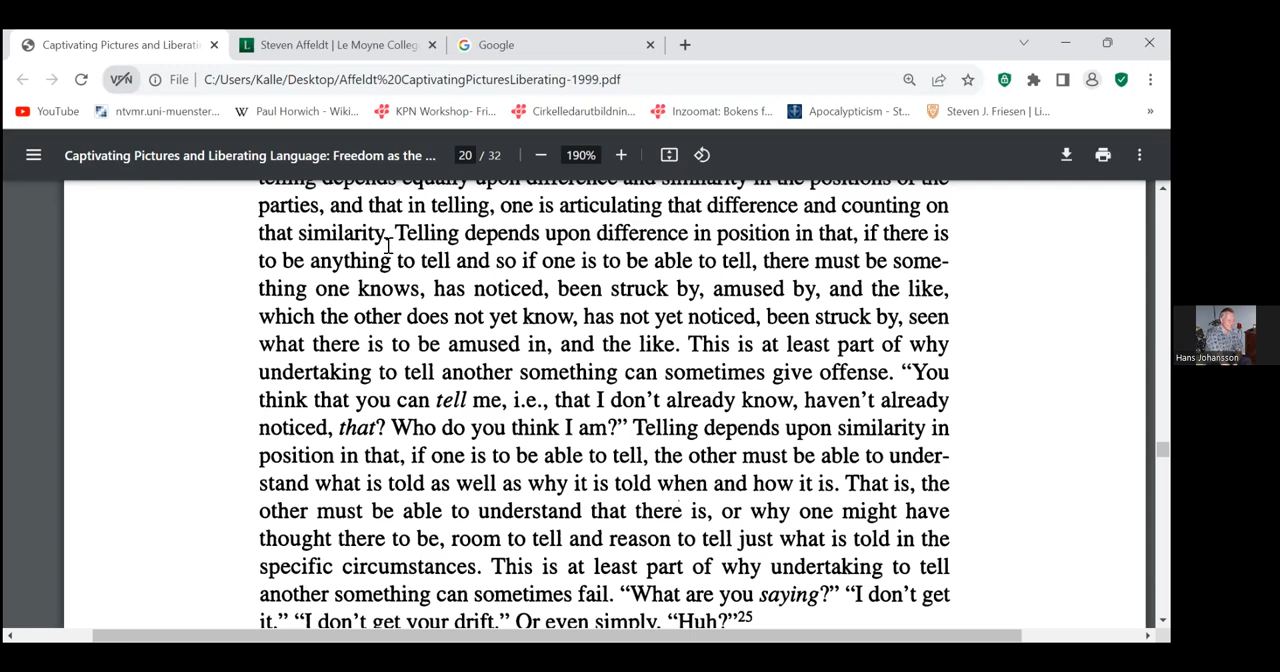 Captivating Pictures and Liberati
Steven Affeldt | Le Moyne Colleg
Google
VPN
File
C:/Users/Kalle/Desktop/Affeldt%20CaptivatingPicturesLiberating-1999.pdf
YouTube
ntvmr.uni-muenster...
Paul Horwich - Wiki...
KPN Workshop- Fri...
Cirkelledarutbildnin...
Inzoomat: Bokens f...
Apocalypticism - St...
Steven J. Friesen | Li...
»
Captivating Pictures and Liberating Language: Freedom as the ...
20 / 32
190%
telling depends equally upon difference and similarity in the positions of the
parties, and that in telling, one is articulating that difference and counting on
that similarity. Telling depends upon difference in position in that, if there is
to be anything to tell and so if one is to be able to tell, there must be some-
thing one knows, has noticed, been struck by, amused by, and the like,
which the other does not yet know, has not yet noticed, been struck by, seen
what there is to be amused in, and the like. This is at least part of why
undertaking to tell another something can sometimes give offense. “You
think that you can tell me, i.e., that I don’t already know, haven’t already
noticed, that? Who do you think I am?” Telling depends upon similarity in
position in that, if one is to be able to tell, the other must be able to under-
stand what is told as well as why it is told when and how it is. That is, the
other must be able to understand that there is, or why one might have
thought there to be, room to tell and reason to tell just what is told in the
specific circumstances. This is at least part of why undertaking to tell
another something can sometimes fail. “What are you saying?” “I don’t get
it.” “I don’t get your drift.” Or even simply, “Huh?”25
Hans Johansson